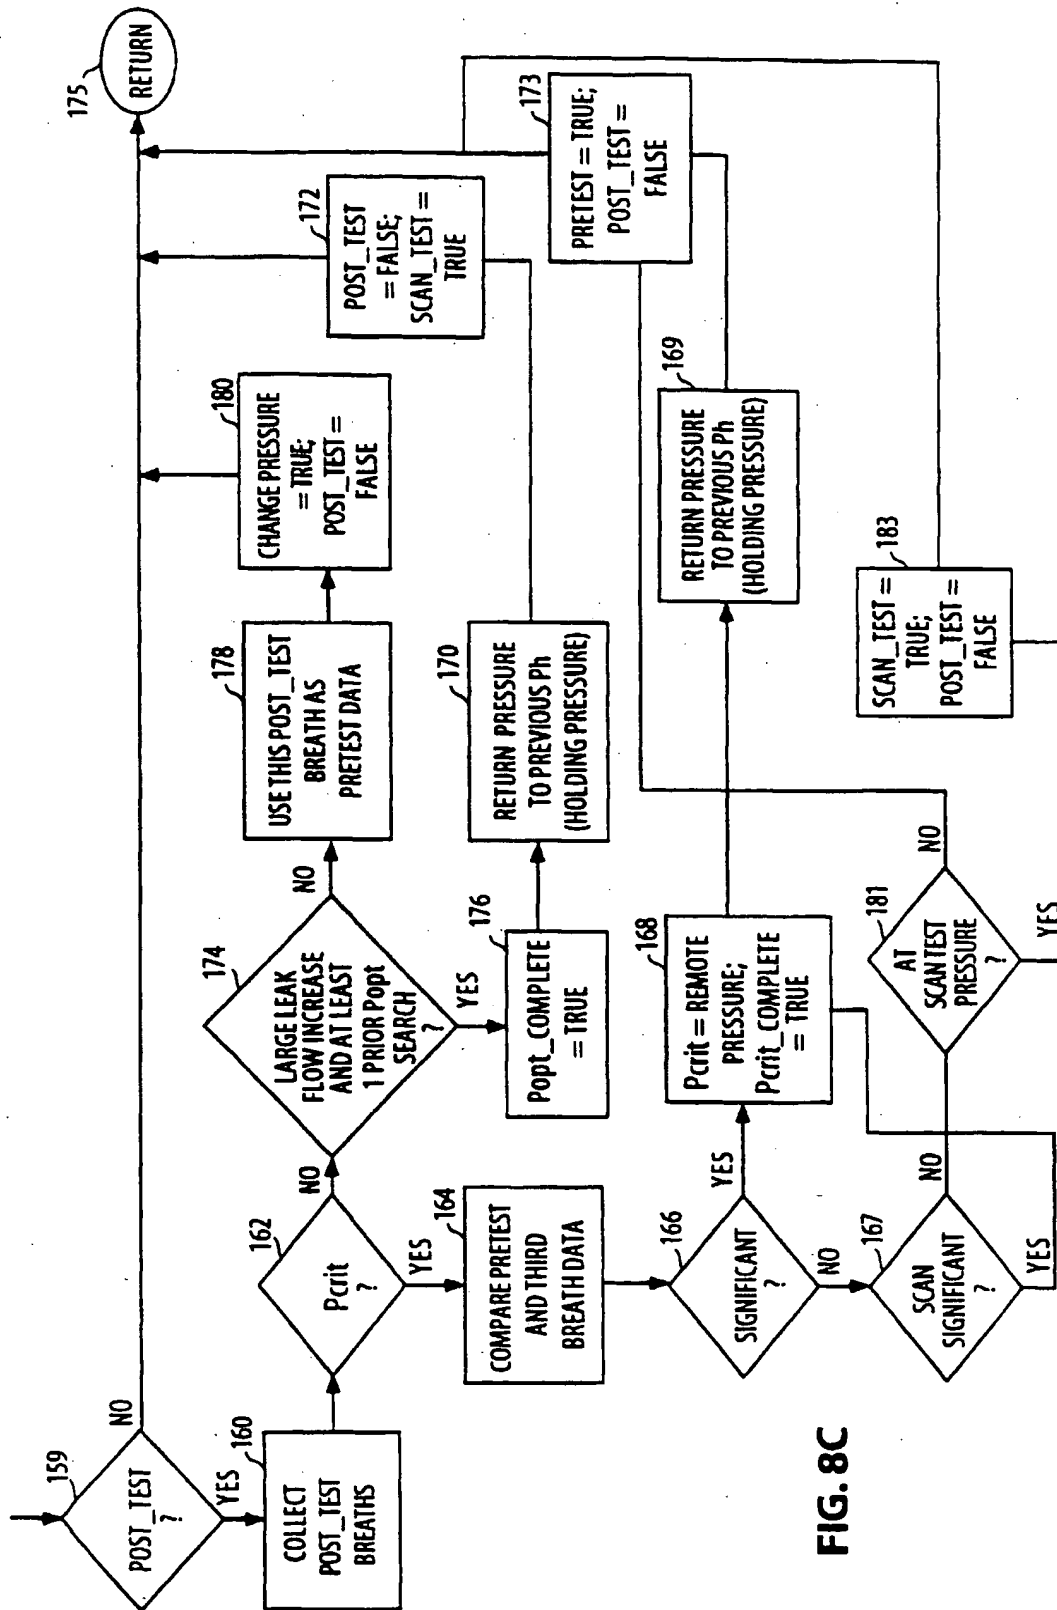 159
POST_TEST
?
NO
YES
160
COLLECT
POST_TEST
BREATHS
162
Pcrit
?
NO
YES
174
LARGE LEAK
FLOW INCREASE
AND AT LEAST
1 PRIOR Popt
SEARCH
?
NO
YES
178
USE THIS POST_TEST
BREATH AS
PRETEST DATA
180
CHANGE PRESSURE
= TRUE;
POST_TEST =
FALSE
175
RETURN
176
Popt_COMPLETE
= TRUE
170
RETURN PRESSURE
TO PREVIOUS Ph
(HOLDING PRESSURE)
172
POST_TEST
= FALSE;
SCAN_TEST =
TRUE
164
COMPARE PRETEST
AND THIRD
BREATH DATA
166
SIGNIFICANT
?
YES
NO
168
Pcrit = REMOTE
PRESSURE;
Pcrit_COMPLETE
= TRUE
169
RETURN PRESSURE
TO PREVIOUS Ph
(HOLDING PRESSURE)
173
PRETEST = TRUE;
POST_TEST =
FALSE
167
SCAN
SIGNIFICANT
?
NO
YES
181
AT
SCAN TEST
PRESSURE
?
NO
YES
183
SCAN_TEST =
TRUE;
POST_TEST =
FALSE
FIG. 8C